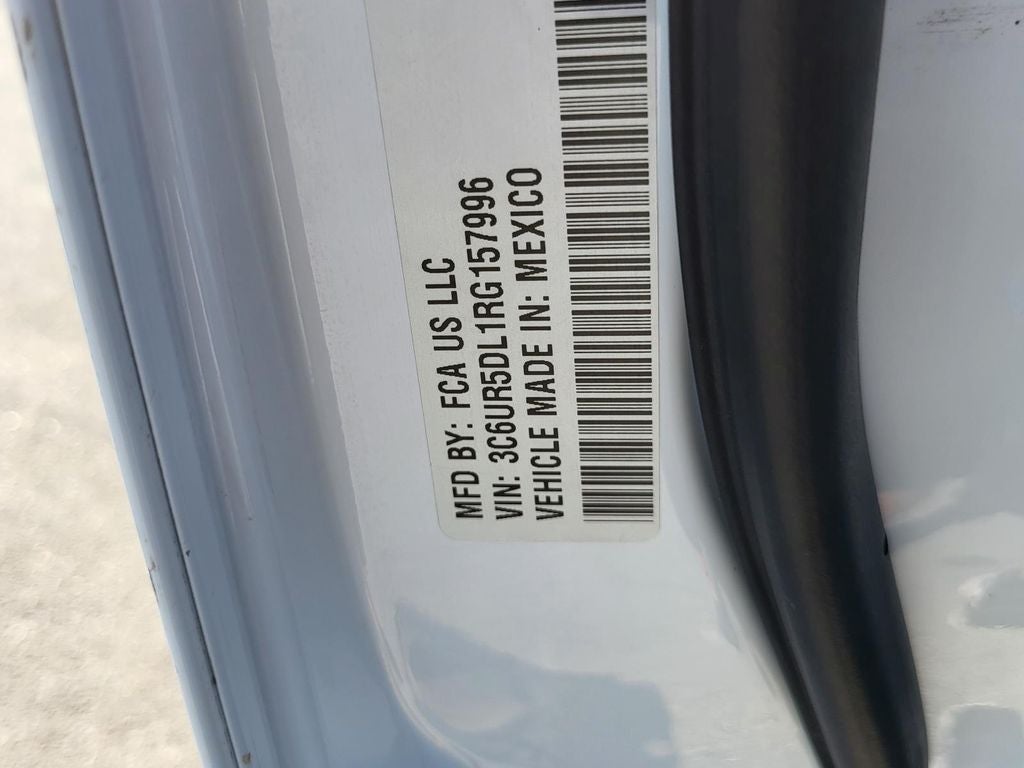 MFD BY: FCA US LLC
VIN: 3C6UR5DL1RG157996
VEHICLE MADE IN: MEXICO